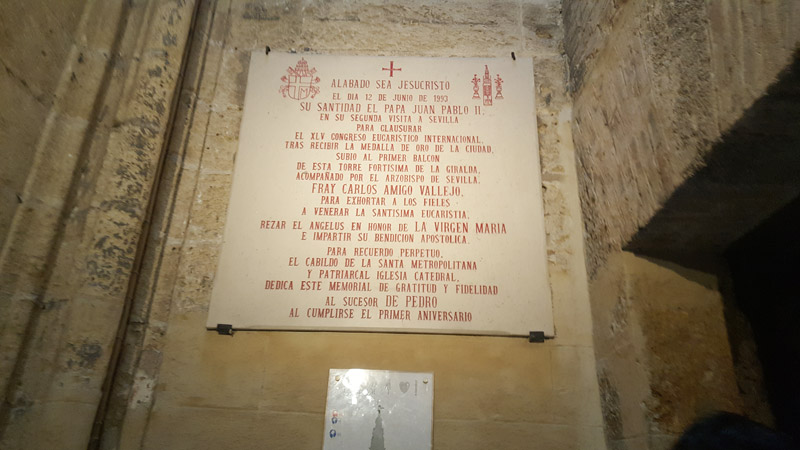 ALABADO SEA JESUCRISTO
EL DIA 12 DE JUNIO DE 1993
SU SANTIDAD EL PAPA JUAN PABLO II,
EN SU SEGUNDA VISITA A SEVILLA
PARA CLAUSURAR
EL XLV CONGRESO EUCARISTICO INTERNACIONAL,
TRAS RECIBIR LA MEDALLA DE ORO DE LA CIUDAD,
SUBIO AL PRIMER BALCON
DE ESTA TORRE FORTISIMA DE LA GIRALDA,
ACOMPAÑADO POR EL ARZOBISPO DE SEVILLA,
FRAY CARLOS AMIGO VALLEJO,
PARA EXHORTAR A LOS FIELES
A VENERAR LA SANTISIMA EUCARISTIA,
REZAR EL ANGELUS EN HONOR DE LA VIRGEN MARIA
E IMPARTIR SU BENDICION APOSTOLICA.
PARA RECUERDO PERPETUO,
EL CABILDO DE LA SANTA METROPOLITANA
Y PATRIARCAL IGLESIA CATEDRAL,
DEDICA ESTE MEMORIAL DE GRATITUD Y FIDELIDAD
AL SUCESOR DE PEDRO
AL CUMPLIRSE EL PRIMER ANIVERSARIO